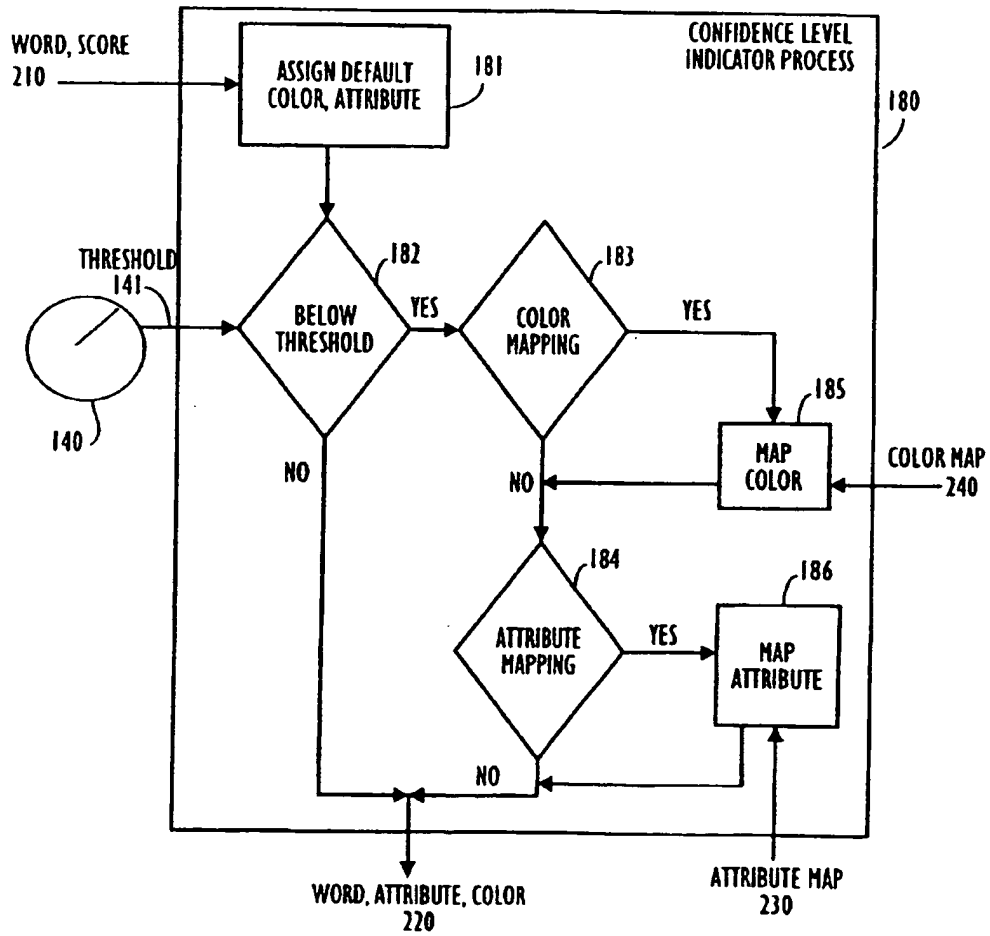 CONFIDENCE LEVEL
INDICATOR PROCESS
180
WORD, SCORE
210
ASSIGN DEFAULT
COLOR, ATTRIBUTE
181
THRESHOLD
141
140
BELOW
THRESHOLD
182
YES
NO
COLOR
MAPPING
183
YES
NO
MAP
COLOR
185
COLOR MAP
240
ATTRIBUTE
MAPPING
184
YES
NO
MAP
ATTRIBUTE
186
ATTRIBUTE MAP
230
WORD, ATTRIBUTE, COLOR
220